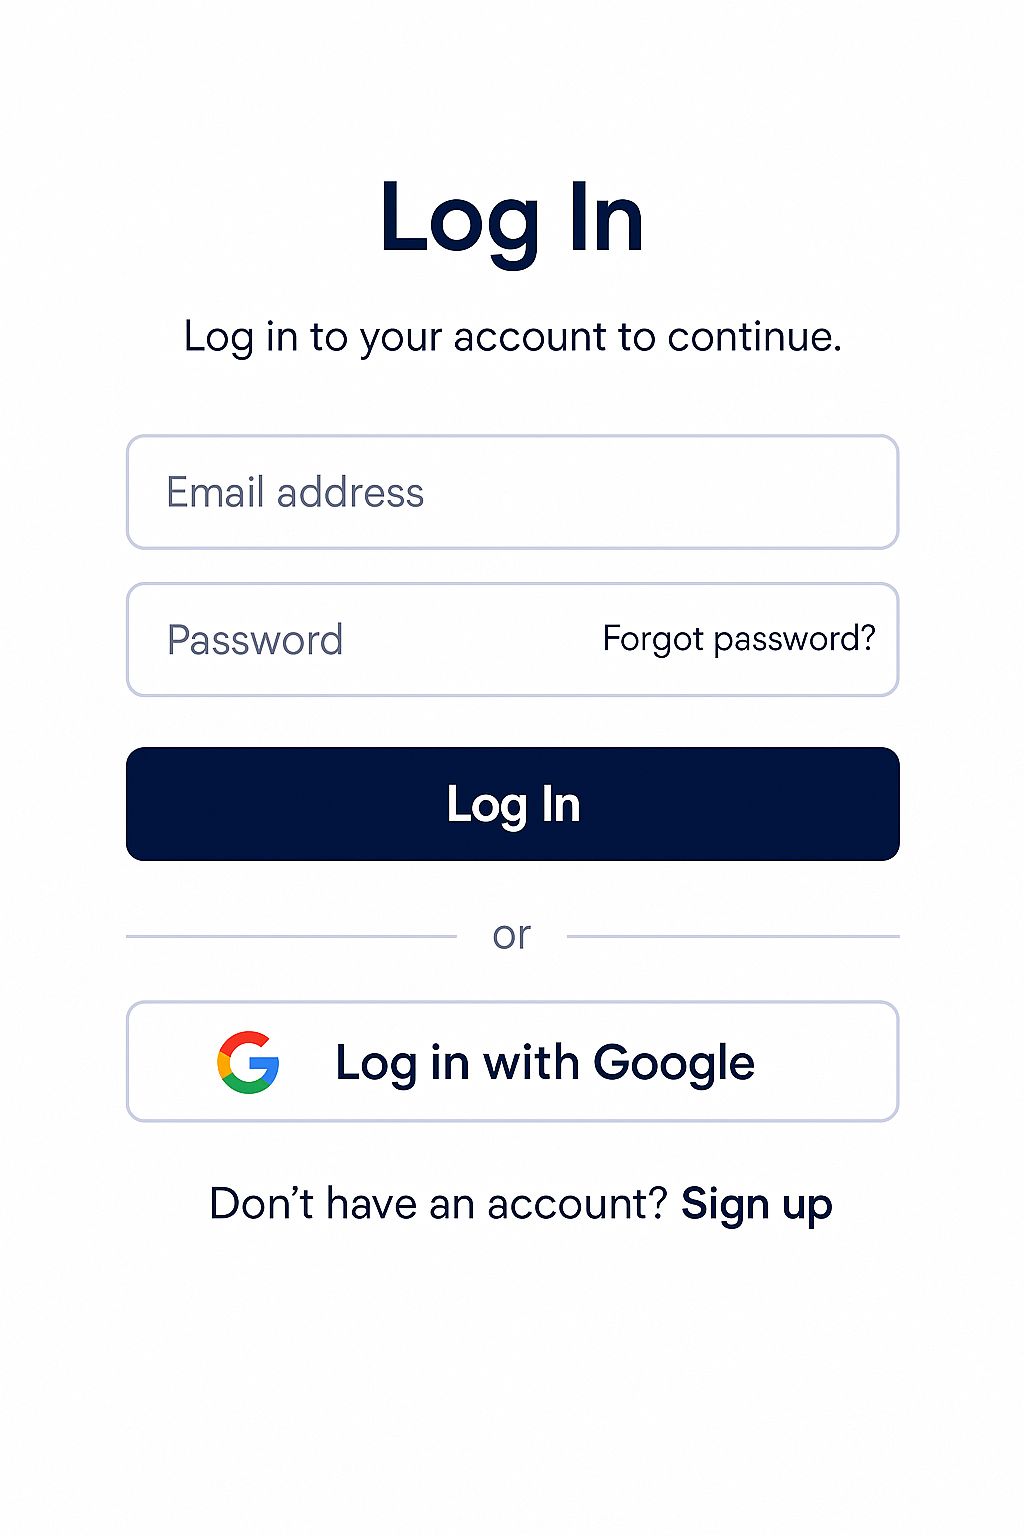 Log In
Log in to your account to continue.
Email address
Password Forgot password?
Log In
or
Log in with Google
Don’t have an account? Sign up